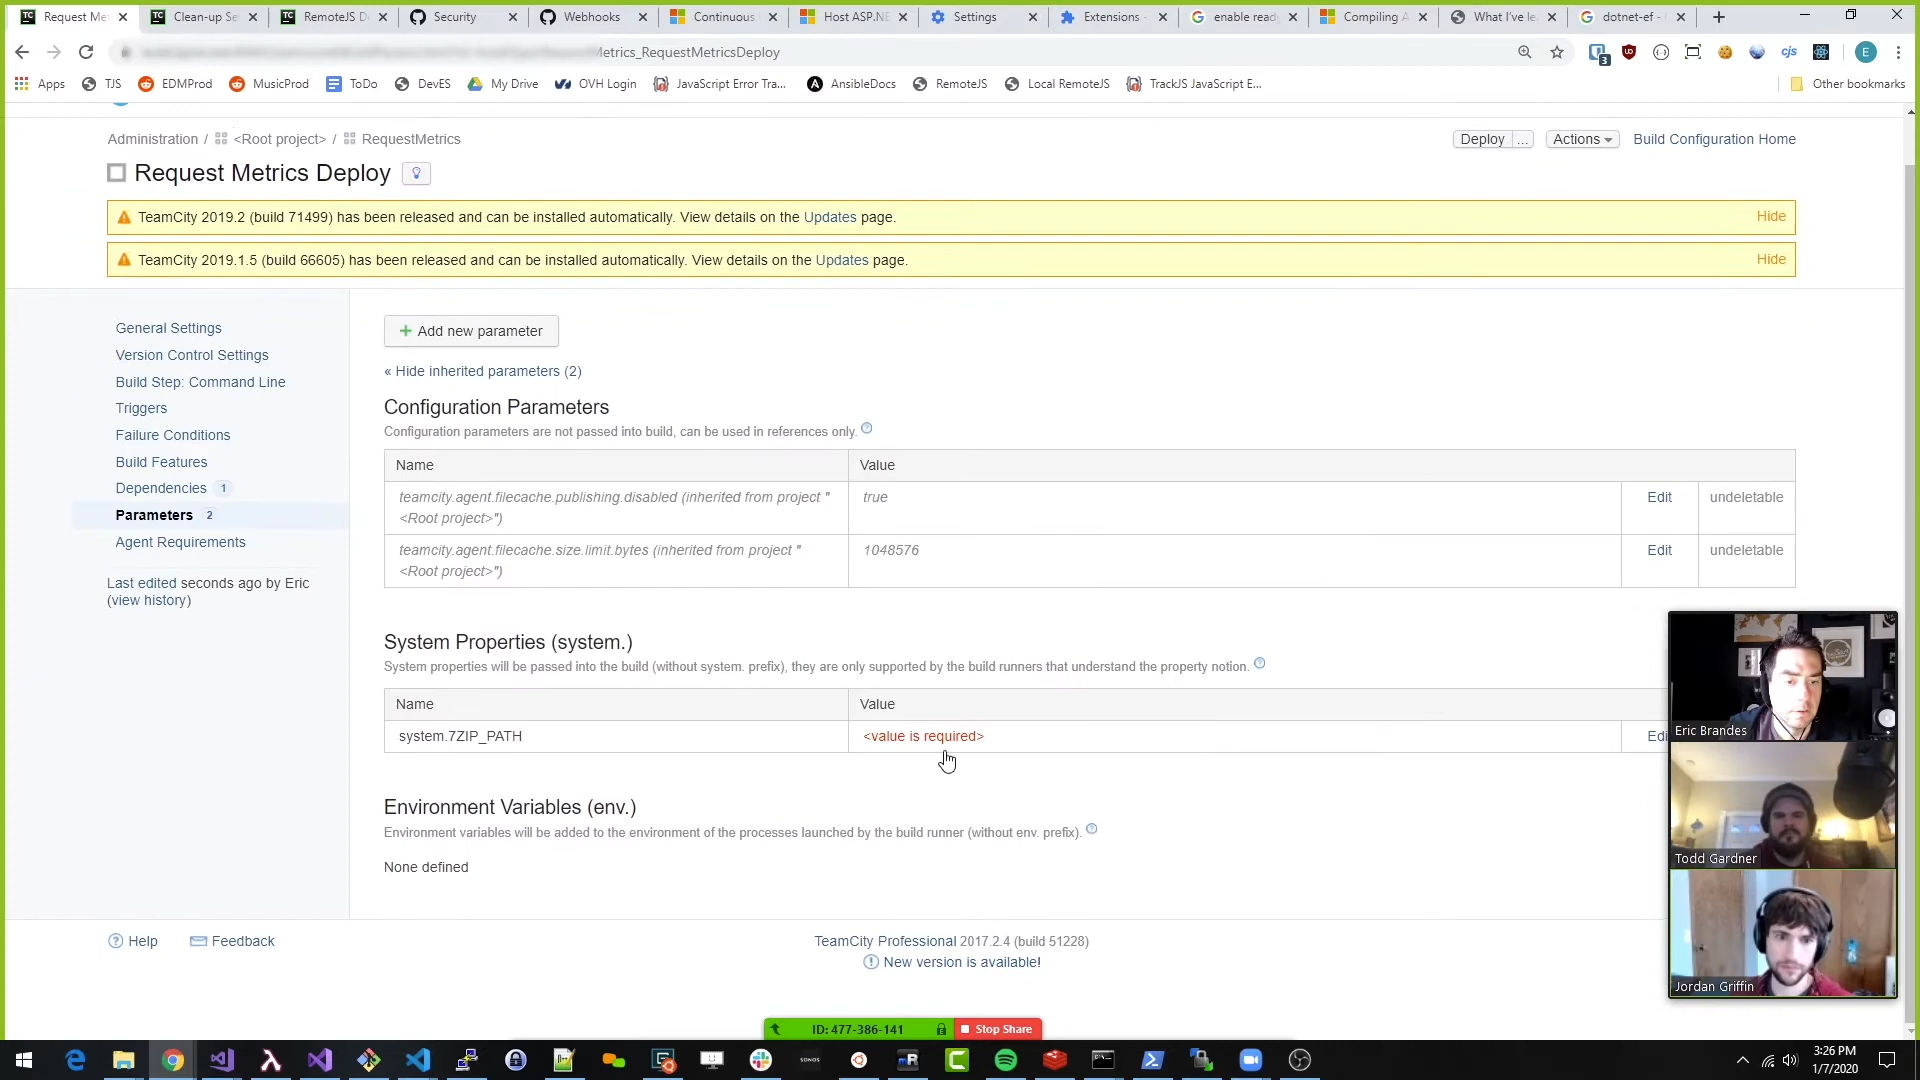 Request Met
Clean-up Se
RemoteJS D
Security
Webhooks
Continuous
Host ASP.NE
Settings
Extensions -
enable read
Compiling A
What I've le
dotnet-ef -
Metrics_RequestMetricsDeploy
3
cjs
E
Apps
TJS
EDMProd
MusicProd
ToDo
DevES
My Drive
OVH Login
JavaScript Error Tra...
AnsibleDocs
RemoteJS
Local RemoteJS
TrackJS JavaScript E...
Other bookmarks
Administration / <Root project> / RequestMetrics
Deploy ...
Actions
Build Configuration Home
Request Metrics Deploy
TeamCity 2019.2 (build 71499) has been released and can be installed automatically. View details on the Updates page.
Hide
TeamCity 2019.1.5 (build 66605) has been released and can be installed automatically. View details on the Updates page.
Hide
General Settings
Version Control Settings
Build Step: Command Line
Triggers
Failure Conditions
Build Features
Dependencies 1
Parameters 2
Agent Requirements
Last edited seconds ago by Eric
(view history)
+ Add new parameter
« Hide inherited parameters (2)
Configuration Parameters
Configuration parameters are not passed into build, can be used in references only. ?
Name
Value
teamcity.agent.filecache.publishing.disabled (inherited from project "
<Root project>")
true
Edit
undeletable
teamcity.agent.filecache.size.limit.bytes (inherited from project "
<Root project>")
1048576
Edit
undeletable
System Properties (system.)
System properties will be passed into the build (without system. prefix), they are only supported by the build runners that understand the property notion. ?
Name
Value
system.7ZIP_PATH
<value is required>
Edi
Environment Variables (env.)
Environment variables will be added to the environment of the processes launched by the build runner (without env. prefix). ?
None defined
Eric Brandes
Todd Gardner
Jordan Griffin
Help
Feedback
TeamCity Professional 2017.2.4 (build 51228)
New version is available!
ID: 477-386-141
Stop Share
SONOS
3:26 PM
1/7/2020